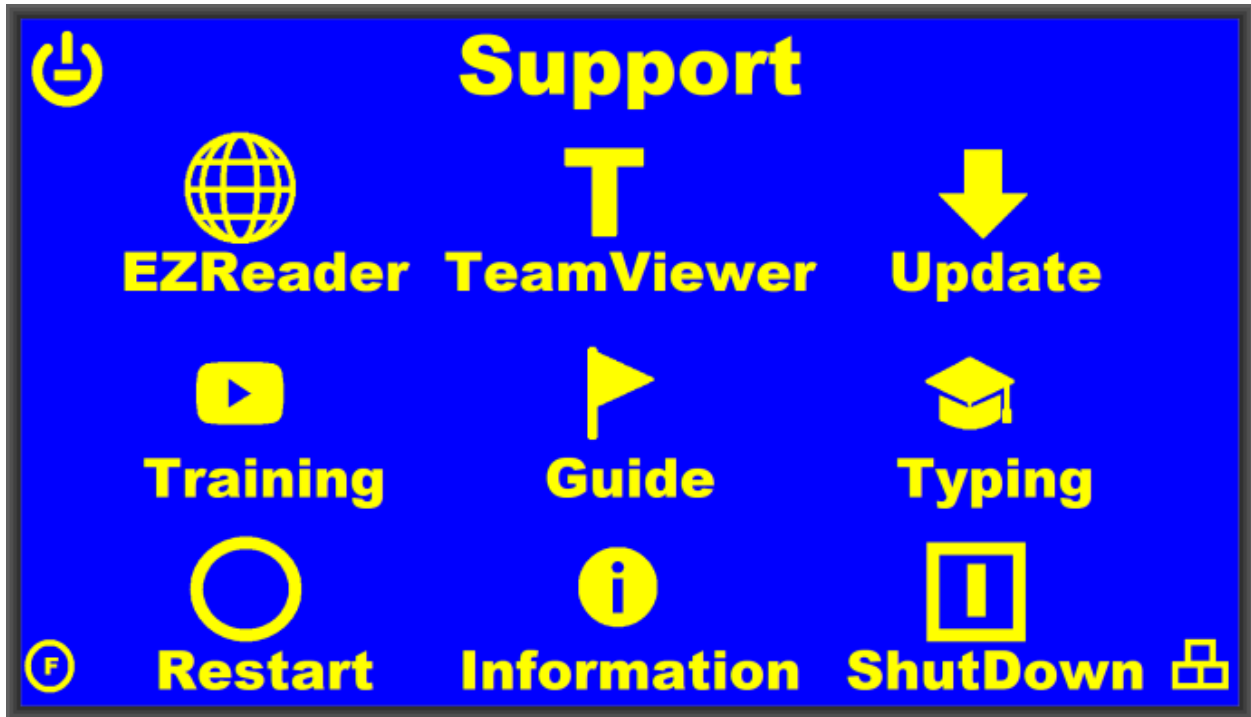 Support
T
EZReader TeamViewer Update
Training Guide Typing
i
F
Restart Information ShutDown